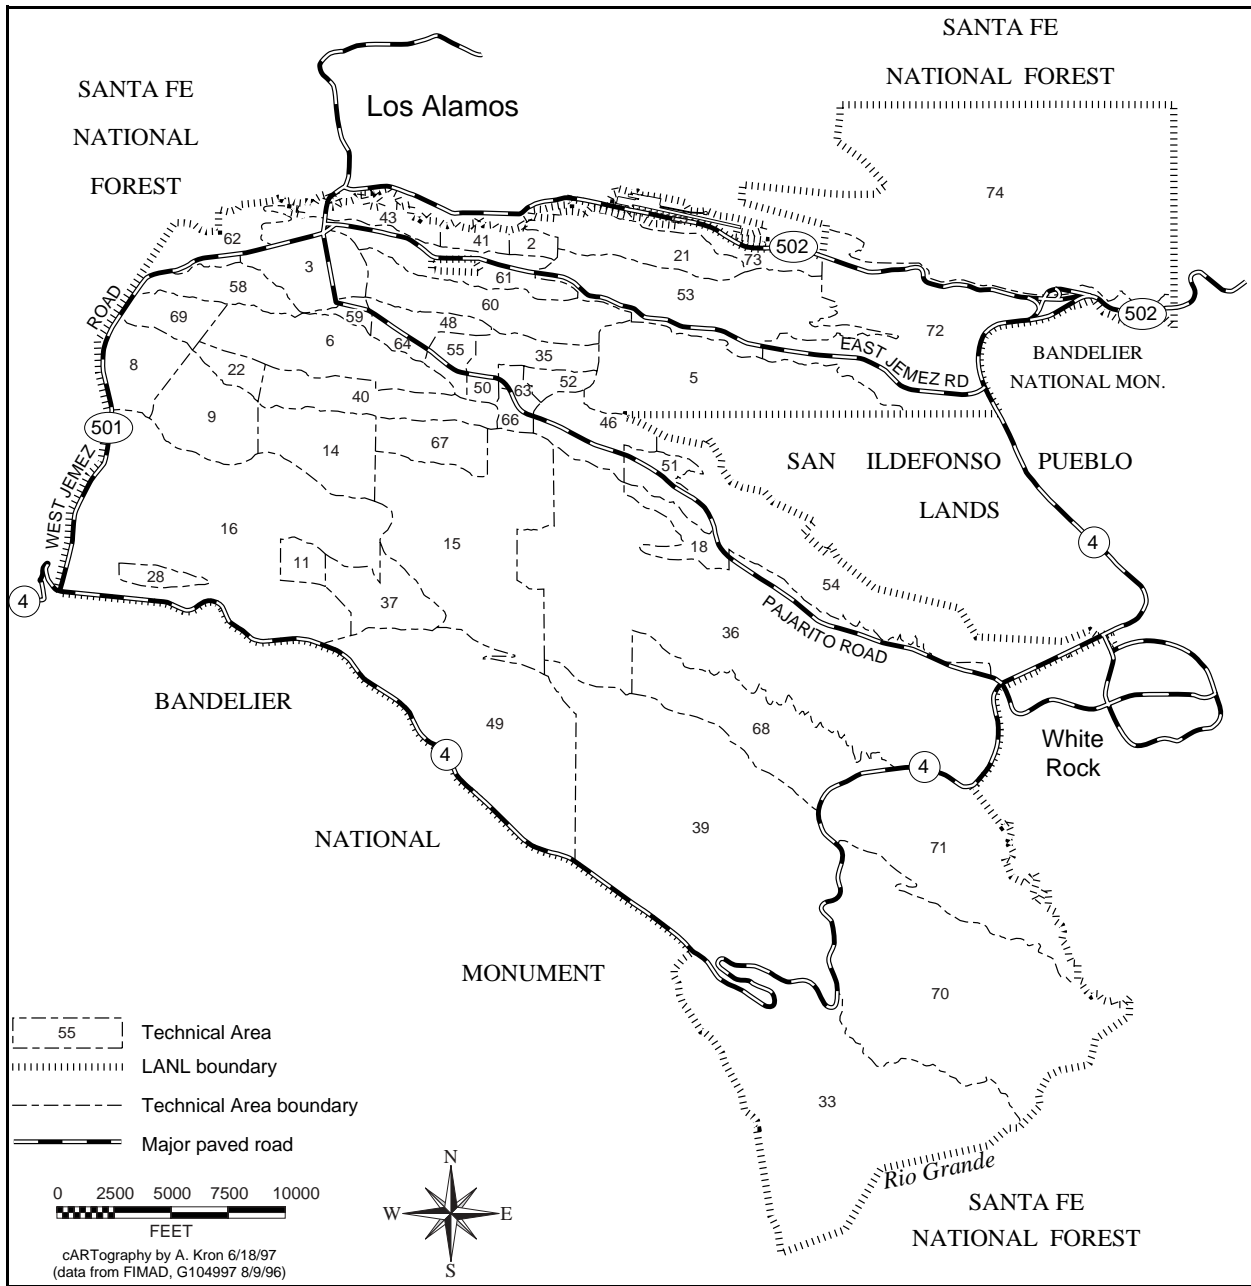 SANTA FE
NATIONAL FOREST
SANTA FE
NATIONAL
FOREST
Los Alamos
74
43
62
41
2
21
73
502
3
61
58
60
53
502
69
59
48
72
6
64
55
35
EAST JEMEZ RD
BANDELIER
NATIONAL MON.
8
22
50
63
52
5
40
9
66
46
501
14
67
51
SAN ILDEFONSO PUEBLO
LANDS
WEST JEMEZ ROAD
16
15
18
4
11
28
54
4
37
36
PAJARITO ROAD
BANDELIER
49
68
White
Rock
4
4
39
NATIONAL
71
MONUMENT
70
33
Rio Grande
SANTA FE
NATIONAL FOREST
55 Technical Area
LANL boundary
Technical Area boundary
Major paved road
0 2500 5000 7500 10000
FEET
cARTography by A. Kron 6/18/97
(data from FIMAD, G104997 8/9/96)
N
W E
S